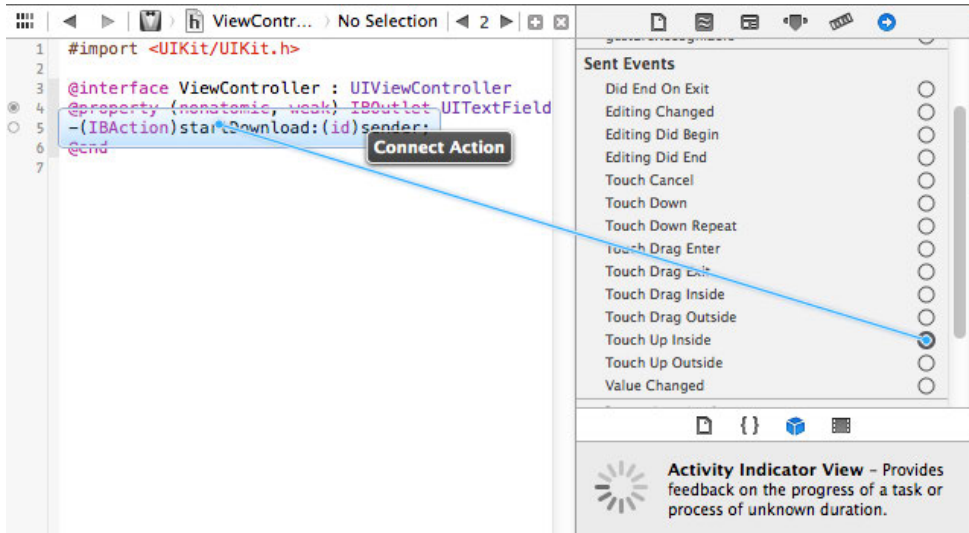 ViewContr... No Selection 2
1 #import <UIKit/UIKit.h>
2
3 @interface ViewController : UIViewController
4 @property (nonatomic, weak) IBOutlet UITextField
5 -(IBAction)startDownload:(id)sender;
6 @end
7
Connect Action
Sent Events
Did End On Exit
Editing Changed
Editing Did Begin
Editing Did End
Touch Cancel
Touch Down
Touch Down Repeat
Touch Drag Enter
Touch Drag Exit
Touch Drag Inside
Touch Drag Outside
Touch Up Inside
Touch Up Outside
Value Changed
{ }
Activity Indicator View – Provides
feedback on the progress of a task or
process of unknown duration.